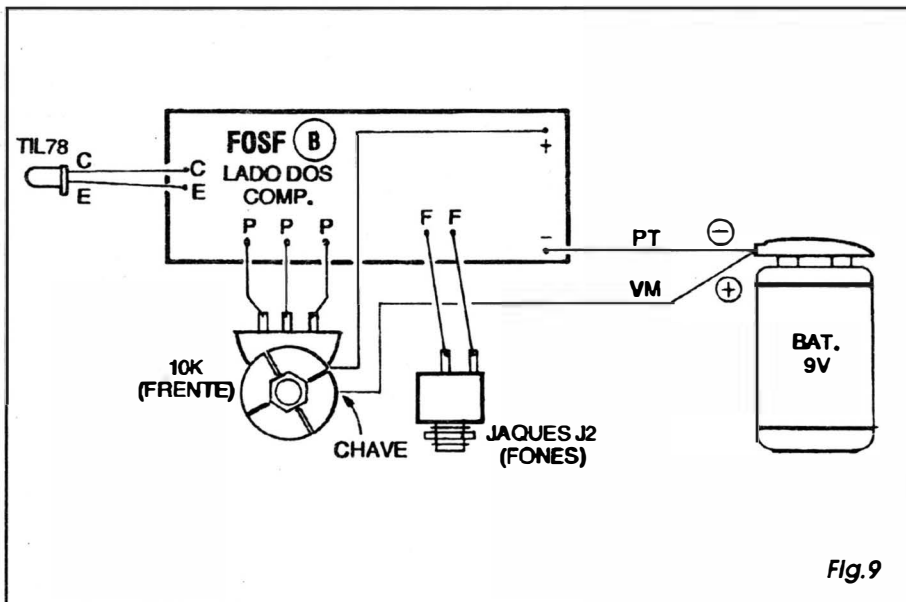 FOSF B
LADO DOS
COMP.
TIL78
C
E
C
E
P P P
F F
+
−
PT ⊖
VM ⊕
BAT.
9V
10K
(FRENTE)
CHAVE
JAQUES J2
(FONES)
Fig.9